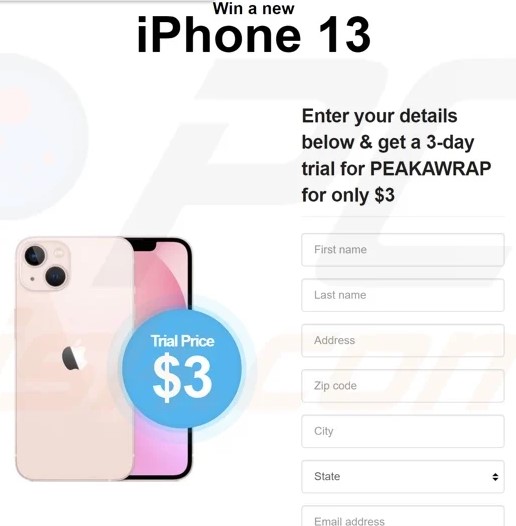 Win a new
iPhone 13
Enter your details
below & get a 3-day
trial for PEAKAWRAP
for only $3
First name
Last name
Address
Zip code
City
State
Email address
Trial Price
$3